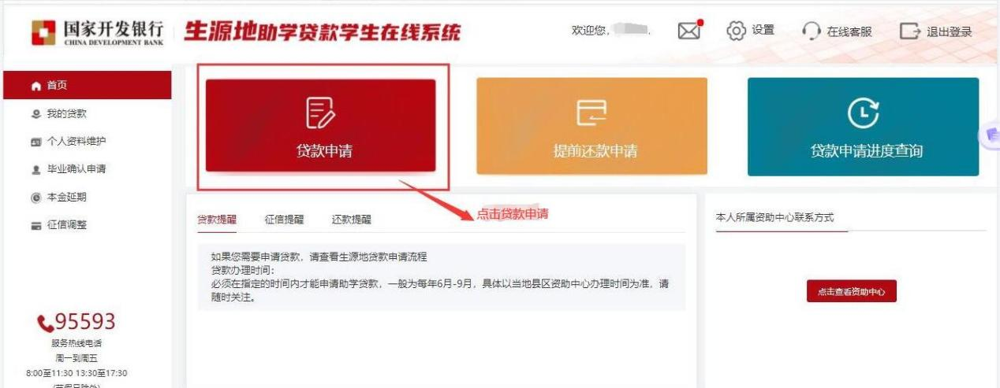 国家开发银行
CHINA DEVELOPMENT BANK
生源地助学贷款学生在线系统
欢迎您,
设置
在线客服
退出登录
首页
我的贷款
个人资料维护
毕业确认申请
本金延期
征信调整
贷款申请
提前还款申请
贷款申请进度查询
点击贷款申请
贷款提醒
征信提醒
还款提醒
如果您需要申请贷款，请查看生源地贷款申请流程
贷款办理时间：
必须在指定的时间内才能申请助学贷款，一般为每年6月-9月，具体以当地县区资助中心办理时间为准，请
随时关注。
本人所属资助中心联系方式
点击查看资助中心
95593
服务热线电话
周一到周五
8:00至11:30 13:30至17:30